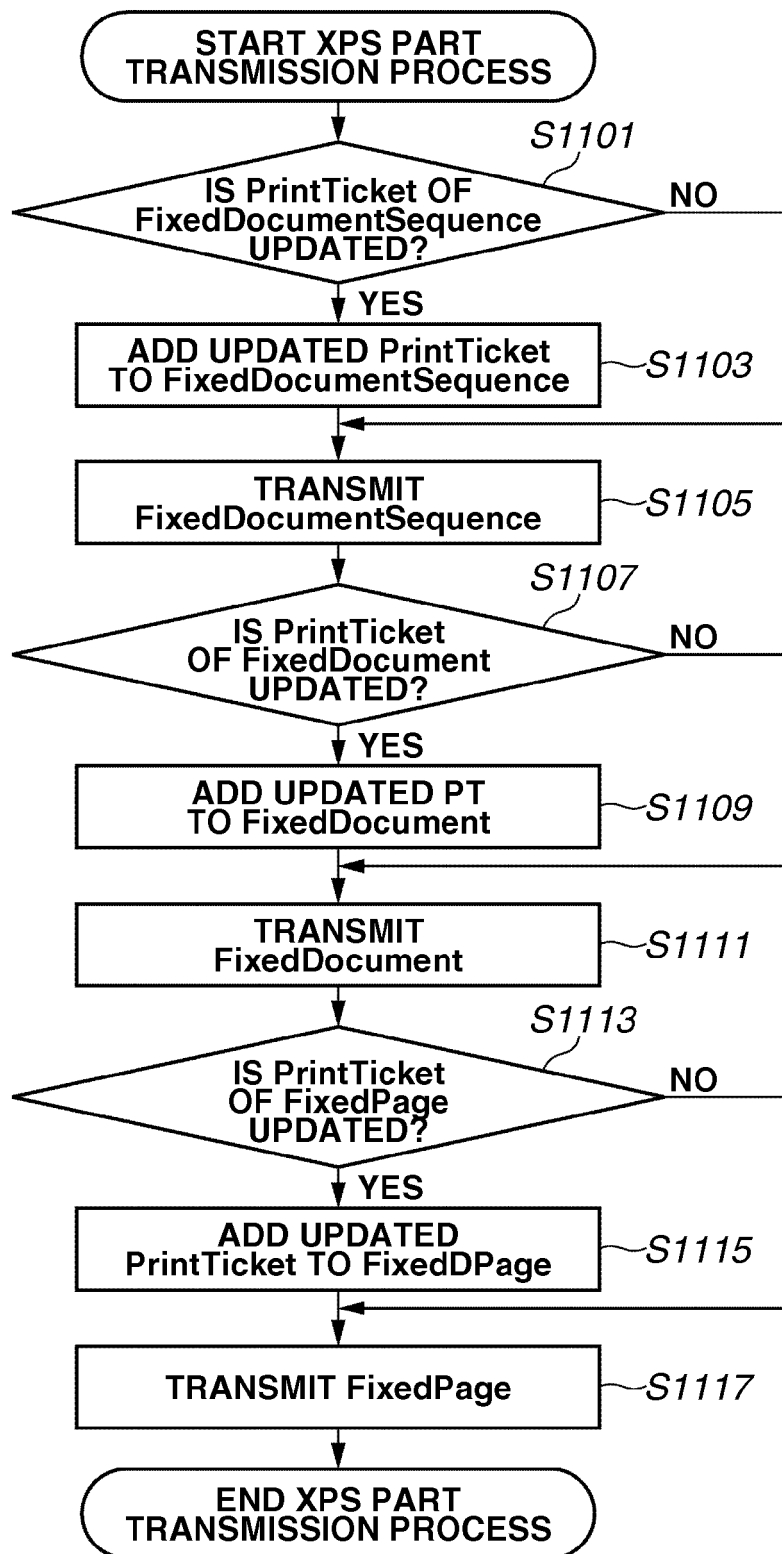 START XPS PART
TRANSMISSION PROCESS
S1101
IS PrintTicket OF
FixedDocumentSequence
UPDATED?
NO
YES
ADD UPDATED PrintTicket
TO FixedDocumentSequence
S1103
TRANSMIT
FixedDocumentSequence
S1105
S1107
IS PrintTicket
OF FixedDocument
UPDATED?
NO
YES
ADD UPDATED PT
TO FixedDocument
S1109
TRANSMIT
FixedDocument
S1111
S1113
IS PrintTicket
OF FixedPage
UPDATED?
NO
YES
ADD UPDATED
PrintTicket TO FixedDPage
S1115
TRANSMIT FixedPage
S1117
END XPS PART
TRANSMISSION PROCESS